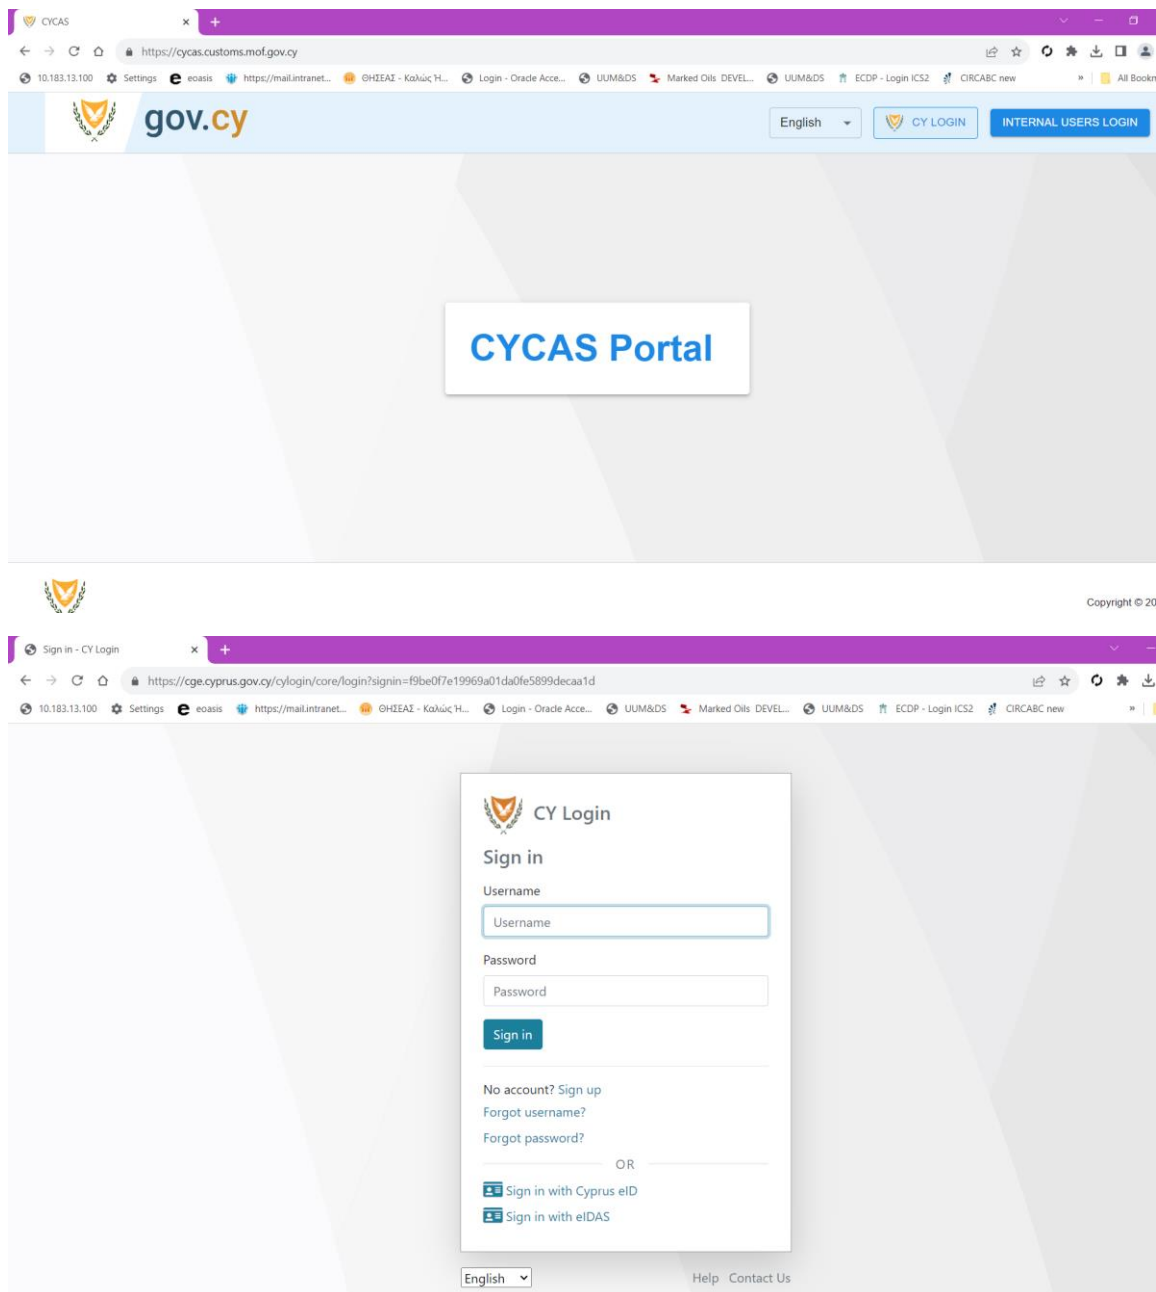 CYCAS
https://cycas.customs.mof.gov.cy
10.183.13.100 Settings eoasis https://mail.intranet... ΘΗΣΕΑΣ - Καλώς Ή... Login - Oracle Acce... UUM&DS Marked Oils DEVEL... UUM&DS ECDP - Login ICS2 CIRCABC new » All Bookm
gov.cy English CY LOGIN INTERNAL USERS LOGIN
CYCAS Portal
Copyright © 20
Sign in - CY Login
https://cge.cyprus.gov.cy/cylogin/core/login?signin=f9be0f7e19969a01da0fe5899decaa1d
10.183.13.100 Settings eoasis https://mail.intranet... ΘΗΣΕΑΣ - Καλώς Ή... Login - Oracle Acce... UUM&DS Marked Oils DEVEL... UUM&DS ECDP - Login ICS2 CIRCABC new »
CY Login
Sign in
Username
Username
Password
Password
Sign in
No account? Sign up
Forgot username?
Forgot password?
OR
Sign in with Cyprus eID
Sign in with eIDAS
English Help Contact Us